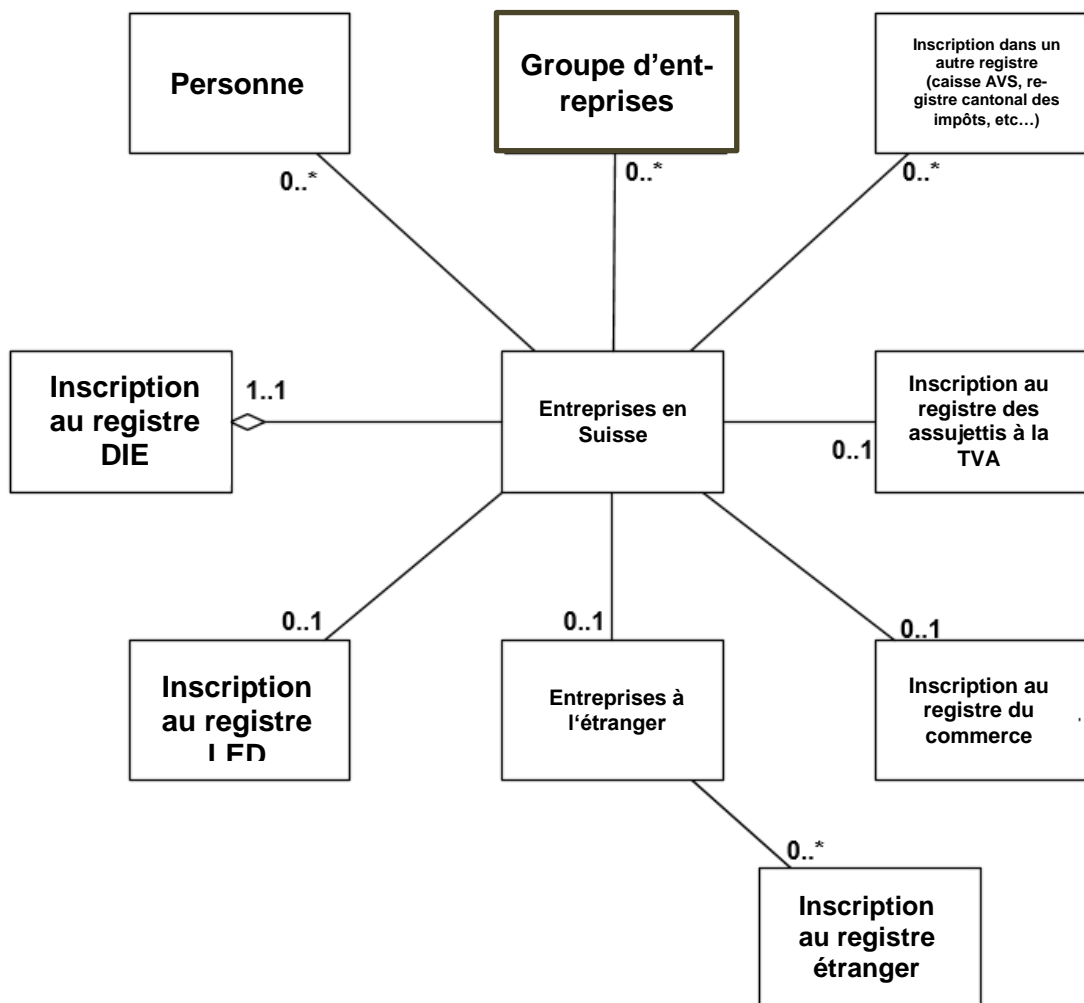 Personne
Groupe d'ent-
reprises
Inscription dans un
autre registre
(caisse AVS, re-
gistre cantonal des
impôts, etc…)
0..*
0..*
0..*
Inscription
au registre
DIE
1..1
Entreprises en
Suisse
0..1
Inscription au
registre des
assujettis à la
TVA
0..1
0..1
0..1
Inscription
au registre
LED
Entreprises à
l‘étranger
Inscription au
registre du
commerce
0..*
Inscription
au registre
étranger